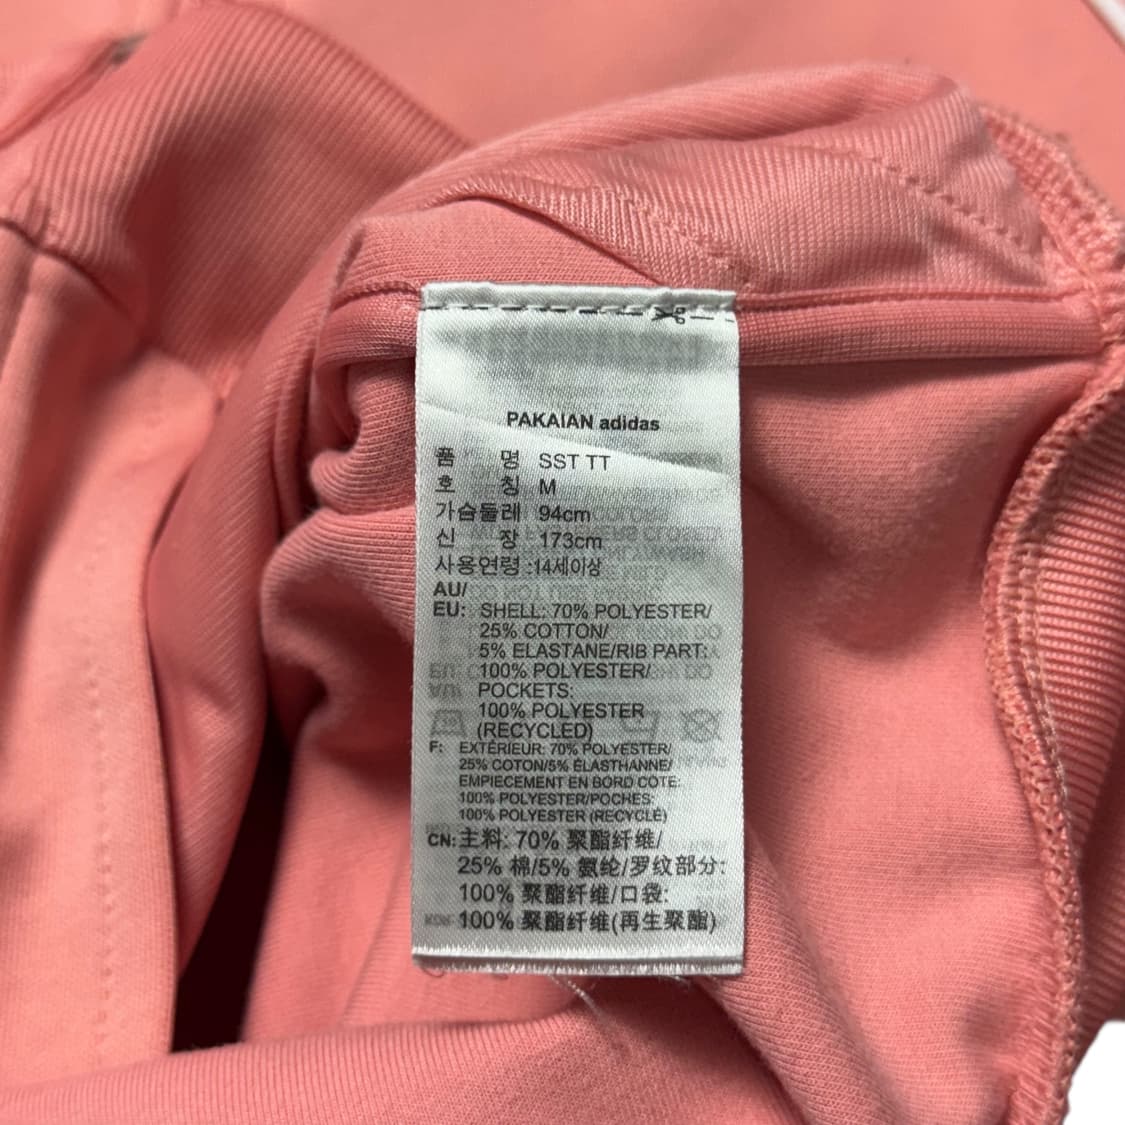 PAKAIAN adidas
품 명 SST TT
호 칭 M
가슴둘레 94cm
신 장 173cm
사용연령 :14세이상
AU/
EU: SHELL: 70% POLYESTER/
25% COTTON/
5% ELASTANE/RIB PART:
100% POLYESTER/
POCKETS:
100% POLYESTER
(RECYCLED)
F: EXTÉRIEUR: 70% POLYESTER/
25% COTON/5% ÉLASTHANNE/
EMPIECEMENT EN BORD COTE:
100% POLYESTER/POCHES:
100% POLYESTER (RECYCLÉ)
CN: 主料: 70% 聚酯纤维/
25% 棉/5% 氨纶/罗纹部分:
100% 聚酯纤维/口袋:
100% 聚酯纤维(再生聚酯)